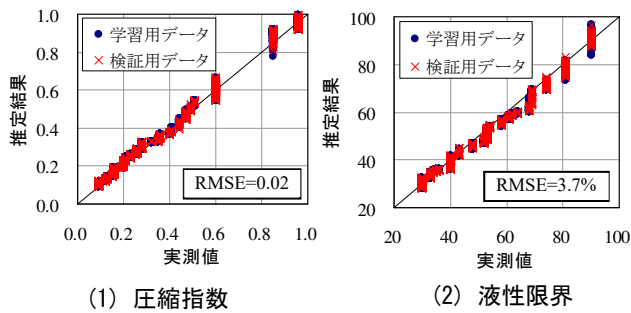 1.0
0.8
0.6
0.4
0.2
0.0
推定結果
学習用データ
検証用データ
RMSE=0.02
0.0 0.2 0.4 0.6 0.8 1.0
実測値
(1) 圧縮指数
100
80
60
40
20
推定結果
学習用データ
検証用データ
RMSE=3.7%
20 40 60 80 100
実測値
(2) 液性限界